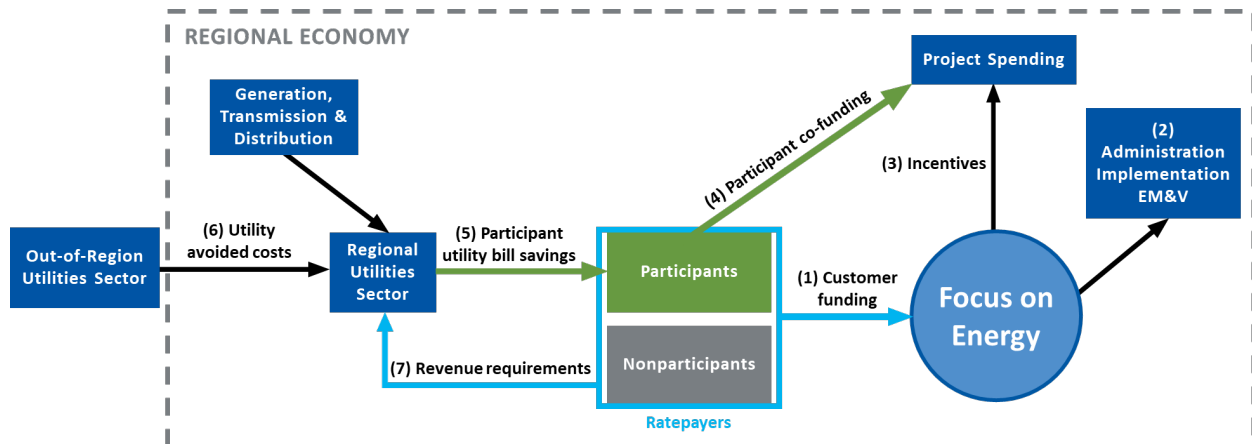 REGIONAL ECONOMY
Generation,
Transmission &
Distribution
Project Spending
(4) Participant co-funding
(3) Incentives
(2)
Administration
Implementation
EM&V
Out-of-Region
Utilities Sector
(6) Utility
avoided costs
Regional
Utilities
Sector
(5) Participant
utility bill savings
Participants
(1) Customer
funding
Focus on
Energy
(7) Revenue requirements
Nonparticipants
Ratepayers